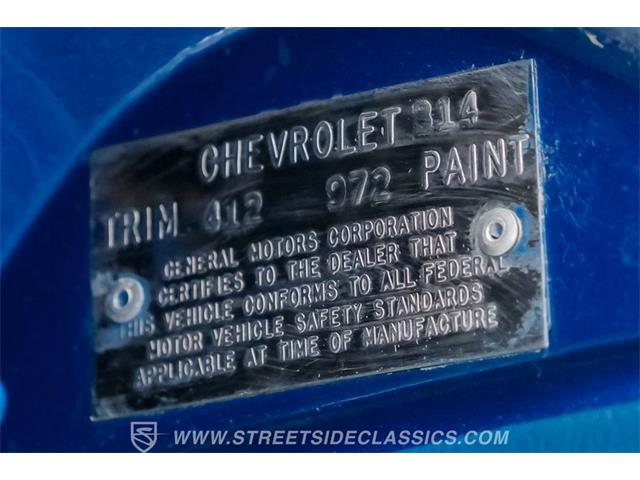 CHEVROLET 814
TRIM 412 972 PAINT
GENERAL MOTORS CORPORATION
CERTIFIES TO THE DEALER THAT
THIS VEHICLE CONFORMS TO ALL FEDERAL
MOTOR VEHICLE SAFETY STANDARDS
APPLICABLE AT TIME OF MANUFACTURE
WWW.STREETSIDECLASSICS.COM